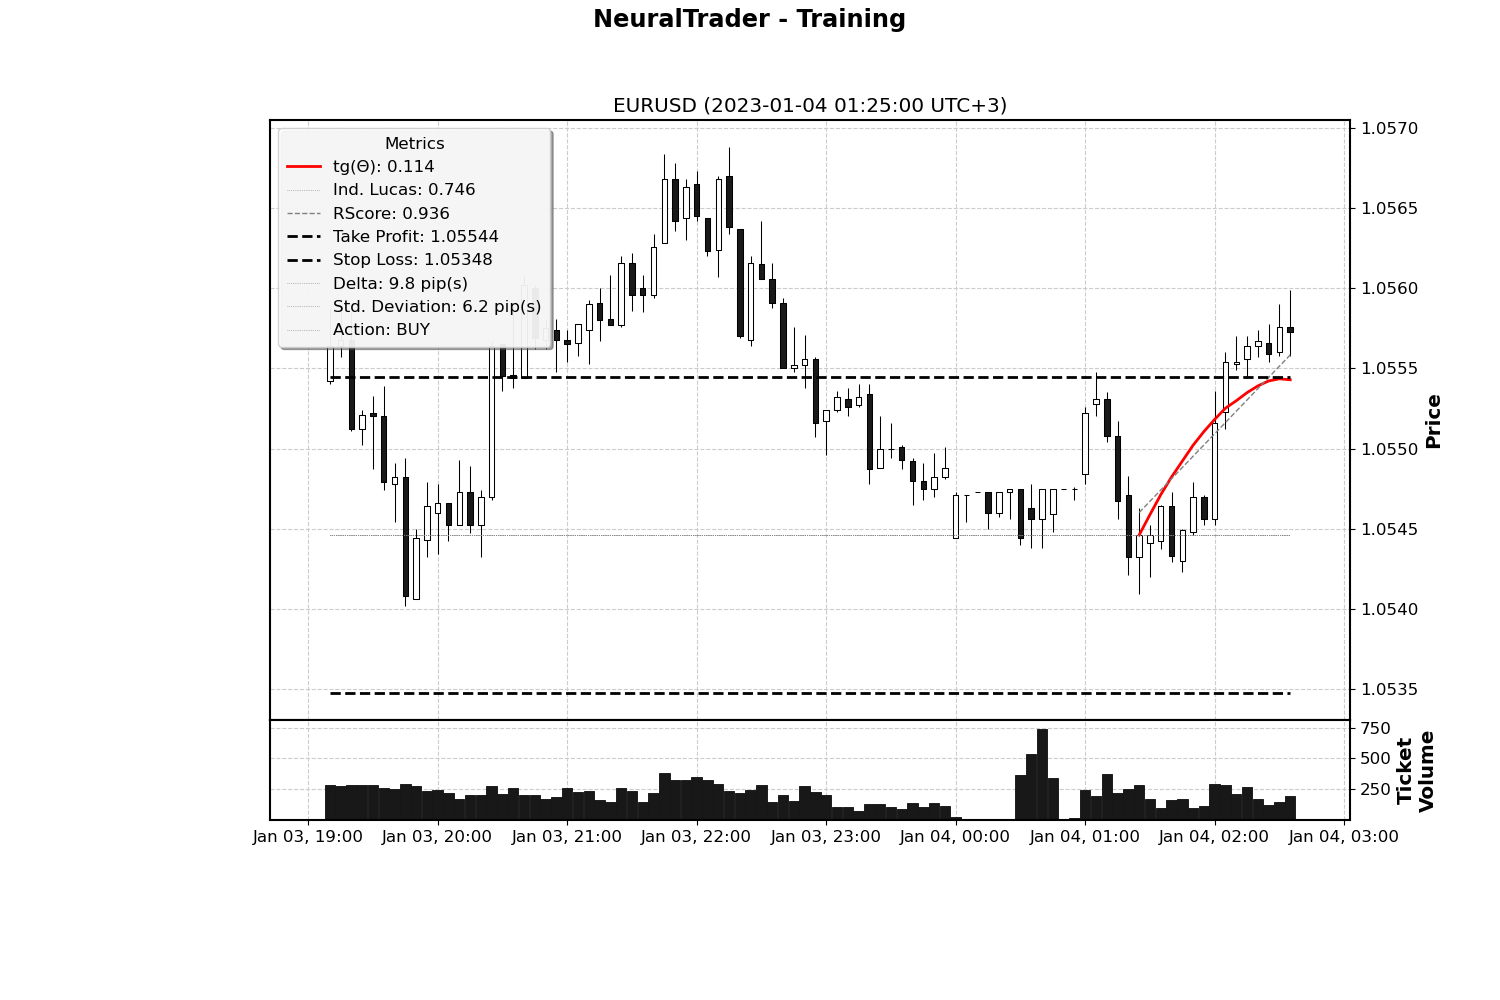 NeuralTrader - Training
EURUSD (2023-01-04 01:25:00 UTC+3)
Metrics
tg(Θ): 0.114
Ind. Lucas: 0.746
RScore: 0.936
Take Profit: 1.05544
Stop Loss: 1.05348
Delta: 9.8 pip(s)
Std. Deviation: 6.2 pip(s)
Action: BUY
1.0570
1.0565
1.0560
1.0555
1.0550
1.0545
1.0540
1.0535
Price
750
500
250
Ticket
Volume
Jan 03, 19:00
Jan 03, 20:00
Jan 03, 21:00
Jan 03, 22:00
Jan 03, 23:00
Jan 04, 00:00
Jan 04, 01:00
Jan 04, 02:00
Jan 04, 03:00